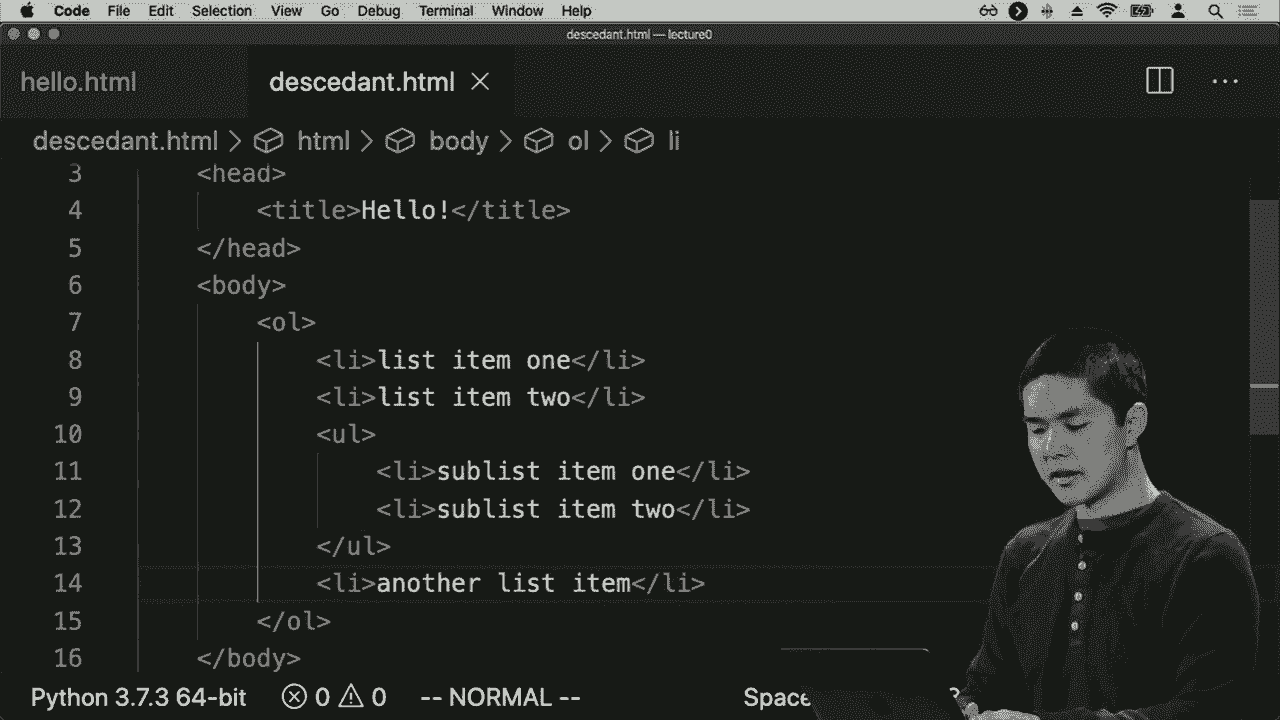 Code File Edit Selection View Go Debug Terminal Window Help
descedant.html — lecture0
hello.html descedant.html
descedant.html > html > body > ol > li
3 <head>
4 <title>Hello!</title>
5 </head>
6 <body>
7 <ol>
8 <li>list item one</li>
9 <li>list item two</li>
10 <ul>
11 <li>sublist item one</li>
12 <li>sublist item two</li>
13 </ul>
14 <li>another list item</li>
15 </ol>
16 </body>
Python 3.7.3 64-bit 0 0 -- NORMAL --